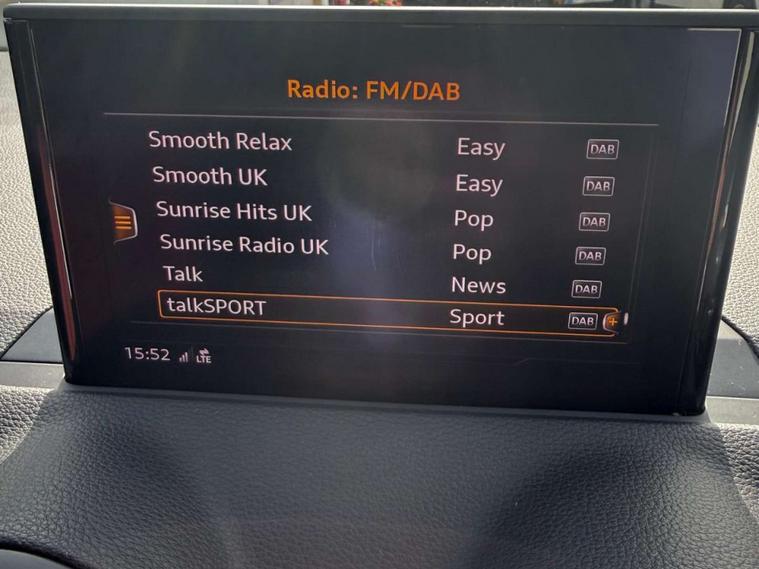 Radio: FM/DAB
Smooth Relax Easy DAB
Smooth UK Easy DAB
Sunrise Hits UK Pop DAB
Sunrise Radio UK Pop DAB
Talk News DAB
talkSPORT Sport DAB
15:52 LTE